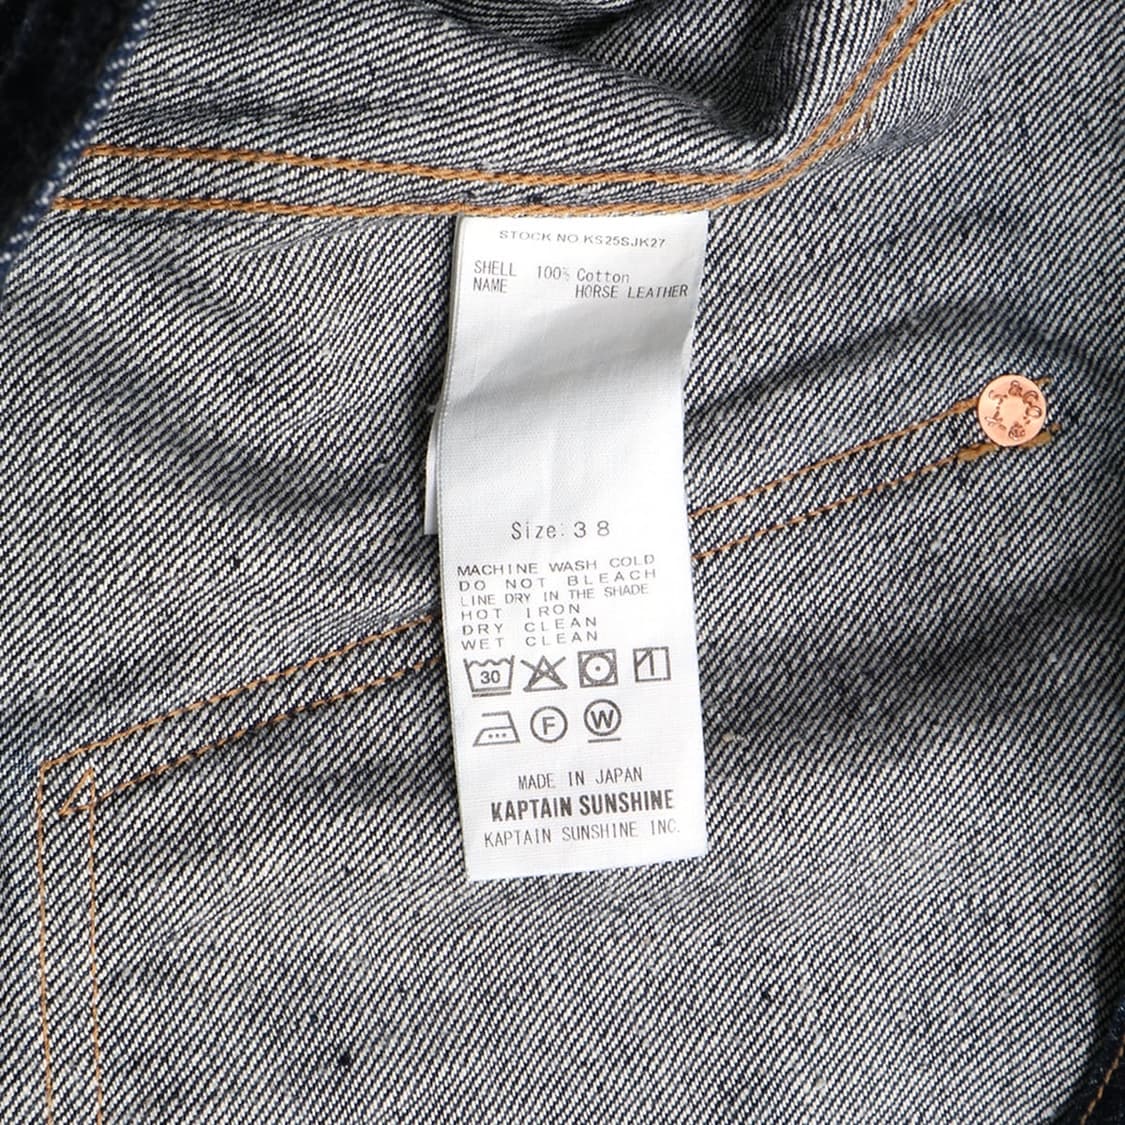 STOCK NO.KS25SJK27
SHELL 100% Cotton
NAME HORSE LEATHER
Size:38
MACHINE WASH COLD
DO NOT BLEACH
LINE DRY IN THE SHADE
HOT IRON
DRY CLEAN
WET CLEAN
30
F W
MADE IN JAPAN
KAPTAIN SUNSHINE
KAPTAIN SUNSHINE INC.